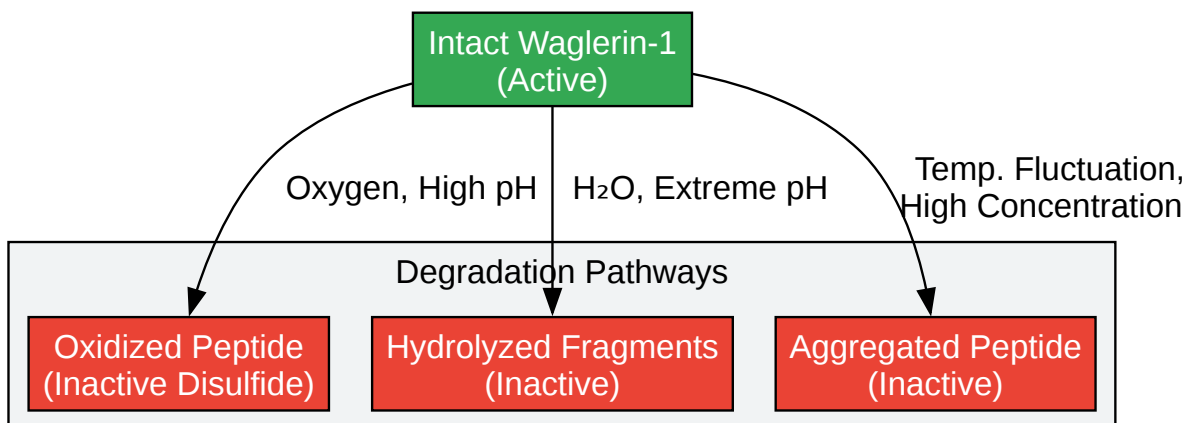 Intact Waglerin-1
(Active)
Oxygen, High pH
H₂O, Extreme pH
Temp. Fluctuation,
High Concentration
Degradation Pathways
Oxidized Peptide
(Inactive Disulfide)
Hydrolyzed Fragments
(Inactive)
Aggregated Peptide
(Inactive)